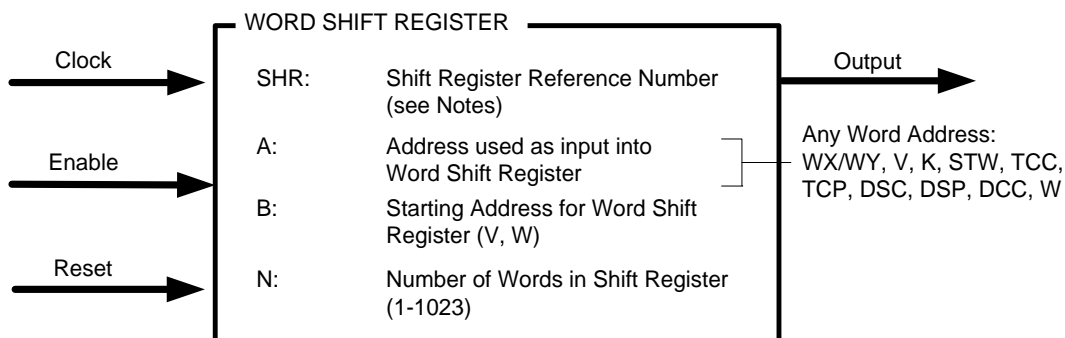 WORD SHIFT REGISTER
Clock
SHR: Shift Register Reference Number
(see Notes)
Output
A: Address used as input into
Word Shift Register
Any Word Address:
WX/WY, V, K, STW, TCC,
TCP, DSC, DSP, DCC, W
Enable
B: Starting Address for Word Shift
Register (V, W)
Reset
N: Number of Words in Shift Register
(1-1023)